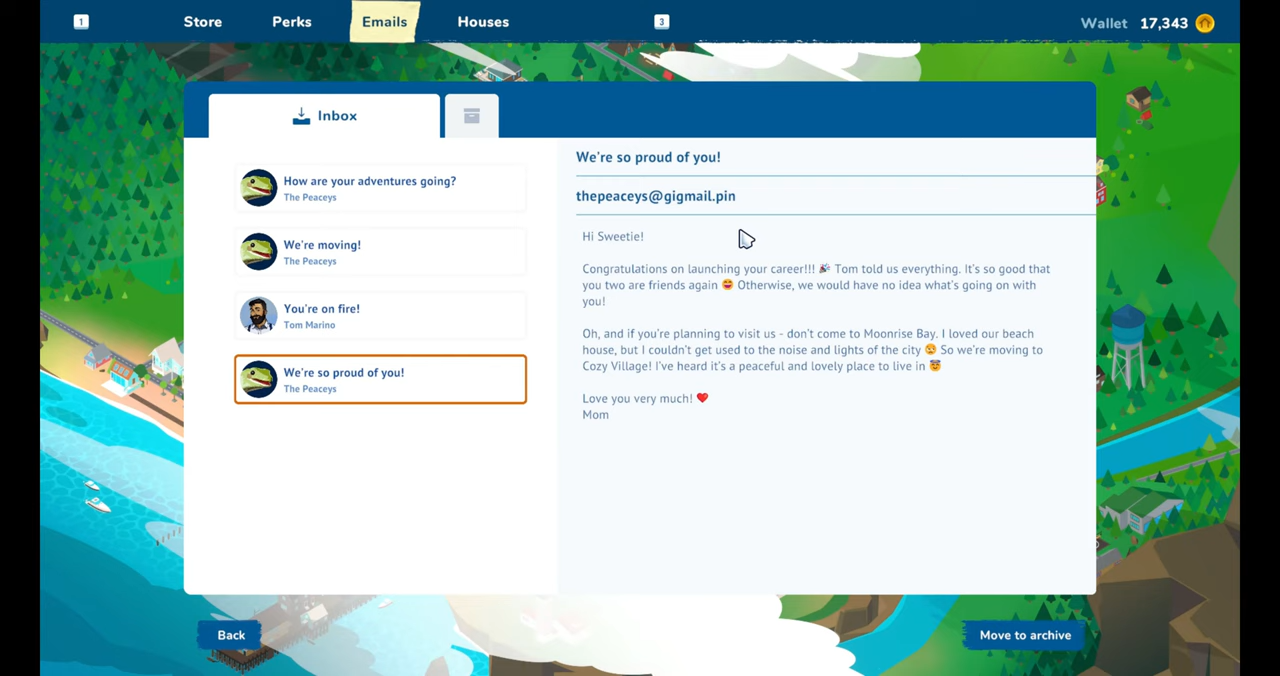 1 Store Perks Emails Houses 3 Wallet 17,343
Inbox
How are your adventures going?
The Peaceys
We're moving!
The Peaceys
You're on fire!
Tom Marino
We're so proud of you!
The Peaceys
We're so proud of you!
thepeaceys@gigmail.pin
Hi Sweetie!
Congratulations on launching your career!!! 🎉 Tom told us everything. It's so good that
you two are friends again 😄 Otherwise, we would have no idea what's going on with
you!
Oh, and if you're planning to visit us - don't come to Moonrise Bay. I loved our beach
house, but I couldn't get used to the noise and lights of the city 😒 So we're moving to
Cozy Village! I've heard it's a peaceful and lovely place to live in 😇
Love you very much! ❤️
Mom
Back
Move to archive